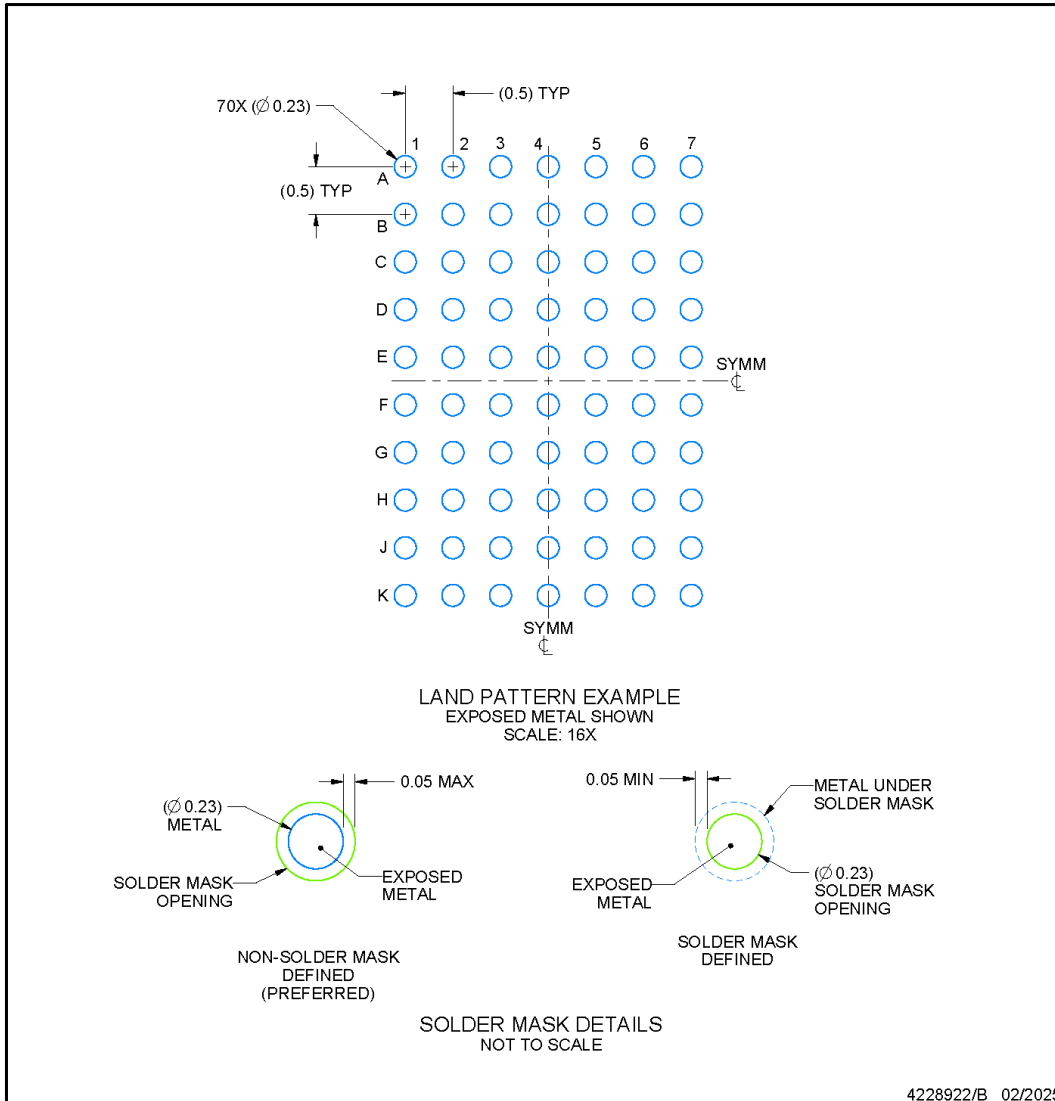 (0.5) TYP
70X (∅ 0.23)
1 2 3 4 5 6 7
A
(0.5) TYP
B
C
D
E
SYMM
℄
F
G
H
J
K
SYMM
℄
LAND PATTERN EXAMPLE
EXPOSED METAL SHOWN
SCALE: 16X
0.05 MAX
(∅ 0.23)
METAL
SOLDER MASK
OPENING
EXPOSED
METAL
NON-SOLDER MASK
DEFINED
(PREFERRED)
0.05 MIN
METAL UNDER
SOLDER MASK
EXPOSED
METAL
(∅ 0.23)
SOLDER MASK
OPENING
SOLDER MASK
DEFINED
SOLDER MASK DETAILS
NOT TO SCALE
4228922/B 02/2025